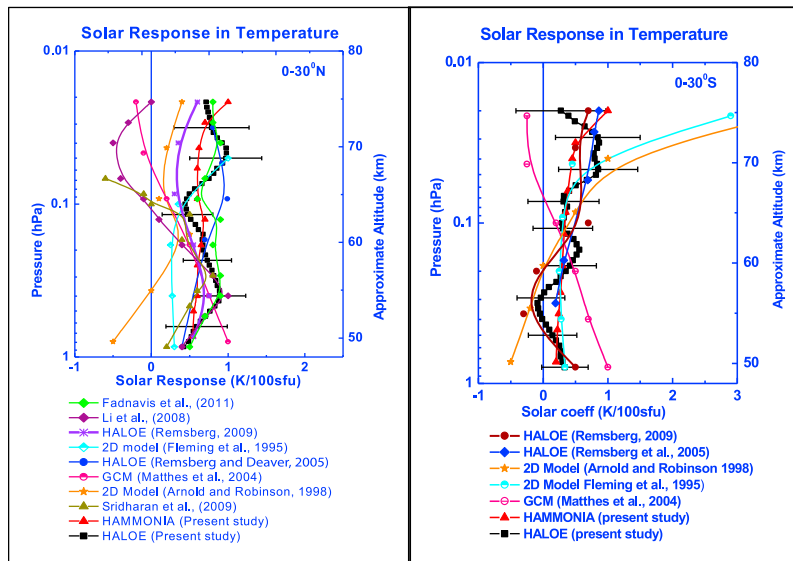 Solar Response in Temperature
0-30⁰N
0.01
0.1
1
Pressure (hPa)
80
70
60
50
Approximate Altitude (km)
-1
0
1
2
3
Solar Response (K/100sfu)
Fadnavis et al., (2011)
Li et al., (2008)
HALOE (Remsberg, 2009)
2D model (Fleming et al., 1995)
HALOE (Remsberg and Deaver, 2005)
GCM (Matthes et al., 2004)
2D Model (Arnold and Robinson, 1998)
Sridharan et al., (2009)
HAMMONIA (Present study)
HALOE (Present study)
Solar Response in Temperature
0-30⁰S
0.01
0.1
1
Pressure (hPa)
80
70
60
50
Approximate Altitude (km)
-1
0
1
2
3
Solar coeff (K/100sfu)
HALOE (Remsberg, 2009)
HALOE (Remsberg et al., 2005)
2D Model (Arnold and Robinson 1998)
2D Model Fleming et al., 1995)
GCM (Matthes et al., 2004)
HAMMONIA (present study)
HALOE (present study)